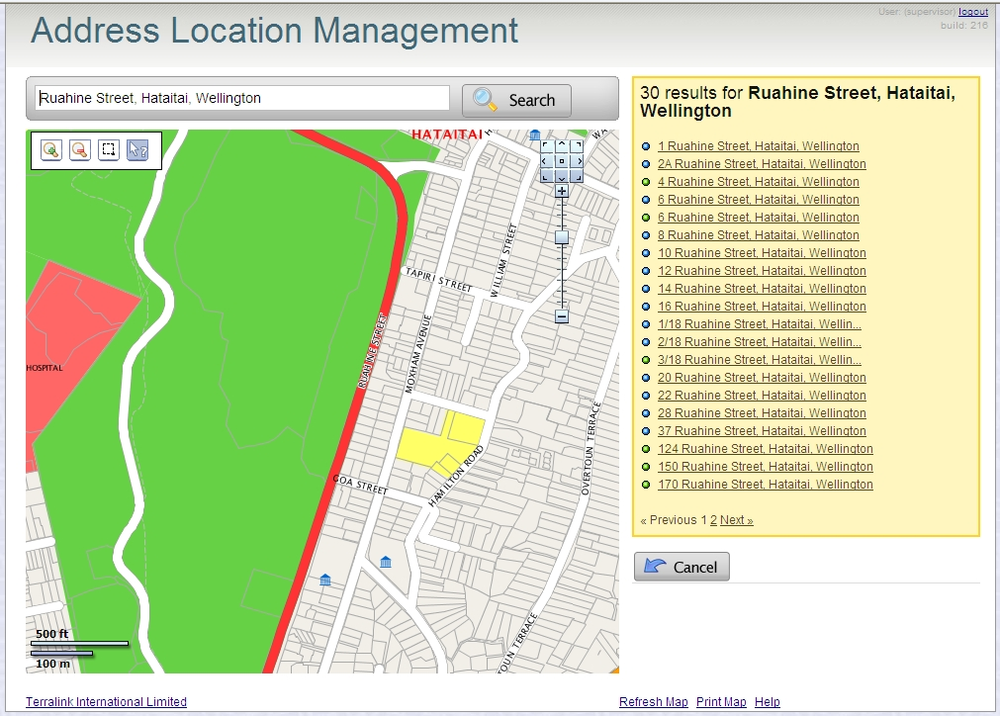 User: (supervisor) logout
build: 216
Address Location Management
Ruahine Street, Hataitai, Wellington
Search
30 results for Ruahine Street, Hataitai,
Wellington
1 Ruahine Street, Hataitai, Wellington
2A Ruahine Street, Hataitai, Wellington
4 Ruahine Street, Hataitai, Wellington
6 Ruahine Street, Hataitai, Wellington
6 Ruahine Street, Hataitai, Wellington
8 Ruahine Street, Hataitai, Wellington
10 Ruahine Street, Hataitai, Wellington
12 Ruahine Street, Hataitai, Wellington
14 Ruahine Street, Hataitai, Wellington
16 Ruahine Street, Hataitai, Wellington
1/18 Ruahine Street, Hataitai, Wellin...
2/18 Ruahine Street, Hataitai, Wellin...
3/18 Ruahine Street, Hataitai, Wellin...
20 Ruahine Street, Hataitai, Wellington
22 Ruahine Street, Hataitai, Wellington
28 Ruahine Street, Hataitai, Wellington
37 Ruahine Street, Hataitai, Wellington
124 Ruahine Street, Hataitai, Wellington
150 Ruahine Street, Hataitai, Wellington
170 Ruahine Street, Hataitai, Wellington
« Previous 1 2 Next »
Cancel
HATAITAI
H
WA
WILLIAM STREET
TAPIRI STREET
RUAHINE STREET
MOXHAM AVENUE
HOSPITAL
OVERTOUN TERRACE
HAMILTON ROAD
GOA STREET
TOUN TERRACE
500 ft
100 m
Terralink International Limited
Refresh Map Print Map Help